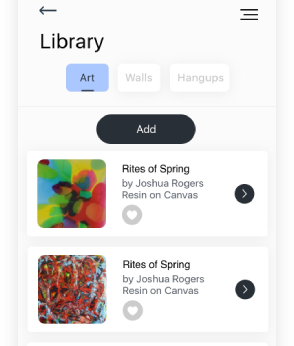 Library
Art Walls Hangups
Add
Rites of Spring
by Joshua Rogers
Resin on Canvas
Rites of Spring
by Joshua Rogers
Resin on Canvas